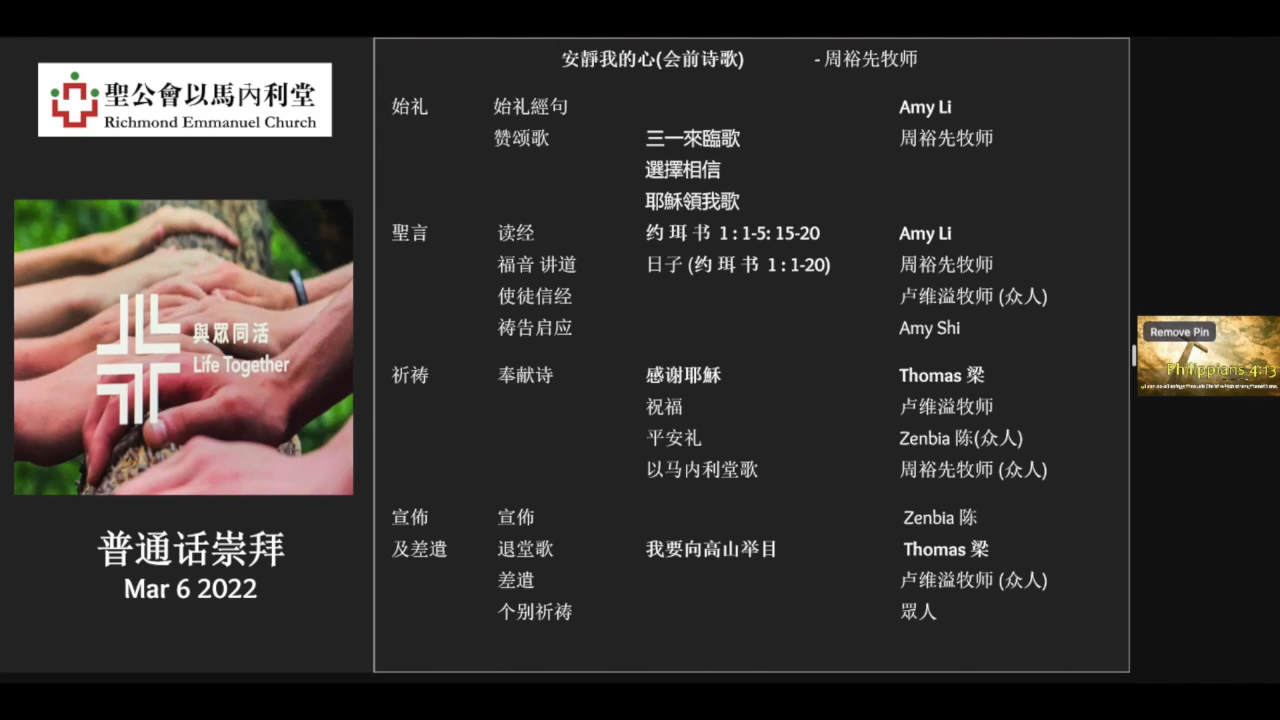 聖公會以馬內利堂
Richmond Emmanuel Church
與眾同活
Life Together
普通话崇拜
Mar 6 2022
安靜我的心(会前诗歌) - 周裕先牧师
始礼 始礼經句 Amy Li
赞颂歌 三一來臨歌 周裕先牧师
選擇相信
耶穌領我歌
聖言 读经 约 珥 书 1 : 1-5: 15-20 Amy Li
福音 讲道 日子 (约 珥 书 1 : 1-20) 周裕先牧师
使徒信经 卢维溢牧师 (众人)
祷告启应 Amy Shi
祈祷 奉献诗 感谢耶穌 Thomas 梁
祝福 卢维溢牧师
平安礼 Zenbia 陈(众人)
以马内利堂歌 周裕先牧师 (众人)
宣佈 宣佈 Zenbia 陈
及差遣 退堂歌 我要向高山举目 Thomas 梁
差遣 卢维溢牧师 (众人)
个别祈祷 眾人
Remove Pin
Philippians 4:13